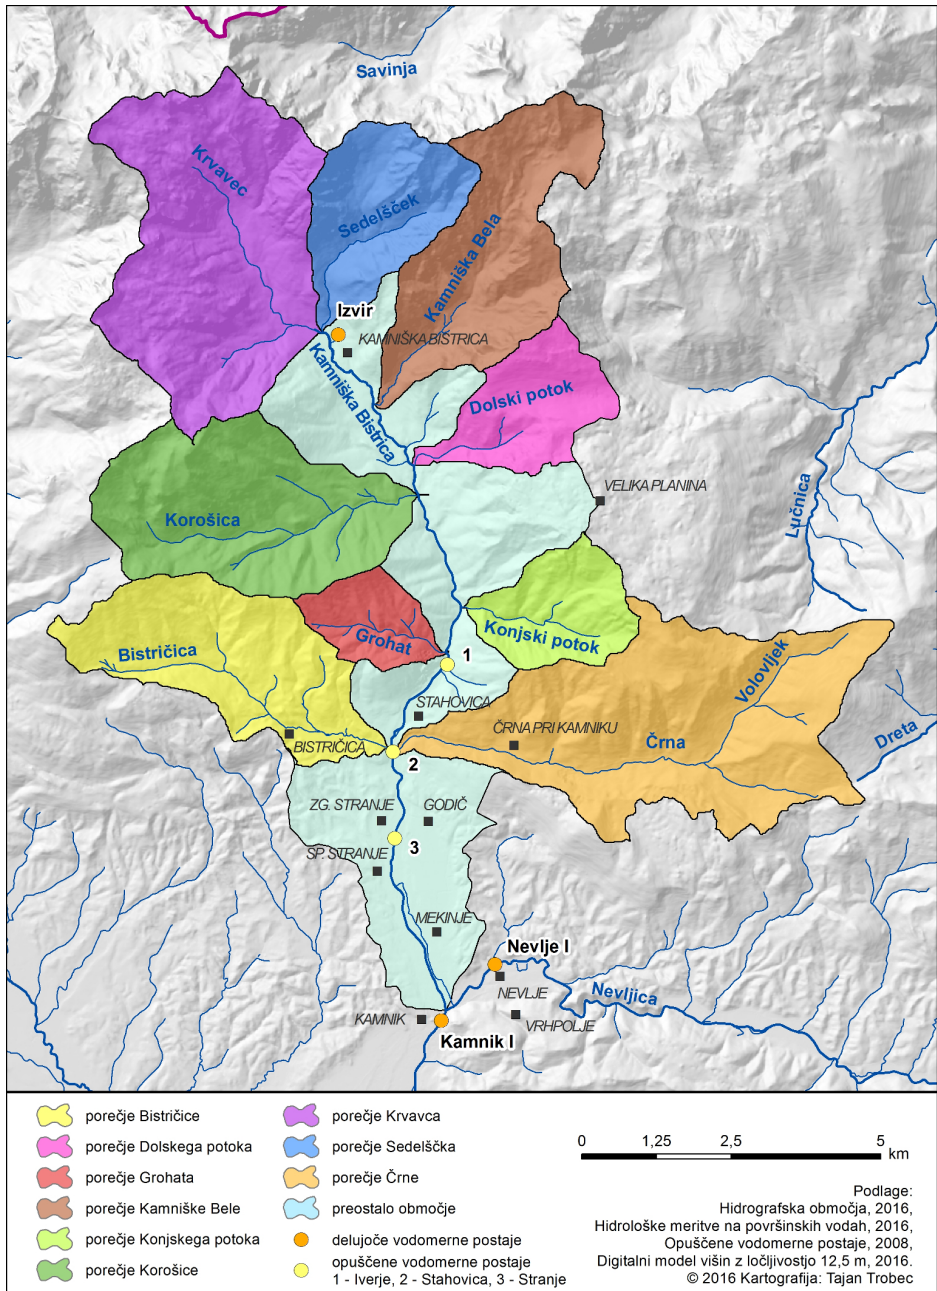 Savinja
Krvavec
Sedelšček
Kamniška Bela
Izvir
KAMNIŠKA BISTRICA
Kamniška Bistrica
Dolski potok
VELIKA PLANINA
Lučnica
Korošica
Grohat
Konjski potok
1
Bistričica
Volovljek
STAHOVICA
ČRNA PRI KAMNIKU
Črna
Dreta
BISTRIČICA
2
ZG. STRANJE
GODIČ
3
SP. STRANJE
MEKINJE
Nevlje I
NEVLJE
Nevljica
KAMNIK
VRHPOLJE
Kamnik I
porečje Bistričice
porečje Dolskega potoka
porečje Grohata
porečje Kamniške Bele
porečje Konjskega potoka
porečje Korošice
porečje Krvavca
porečje Sedelščka
porečje Črne
preostalo območje
delujoče vodomerne postaje
opuščene vodomerne postaje
1 - Iverje, 2 - Stahovica, 3 - Stranje
0 1,25 2,5 5
km
Podlage:
Hidrografska območja, 2016,
Hidrološke meritve na površinskih vodah, 2016,
Opuščene vodomerne postaje, 2008,
Digitalni model višin z ločljivostjo 12,5 m, 2016.
© 2016 Kartografija: Tajan Trobec